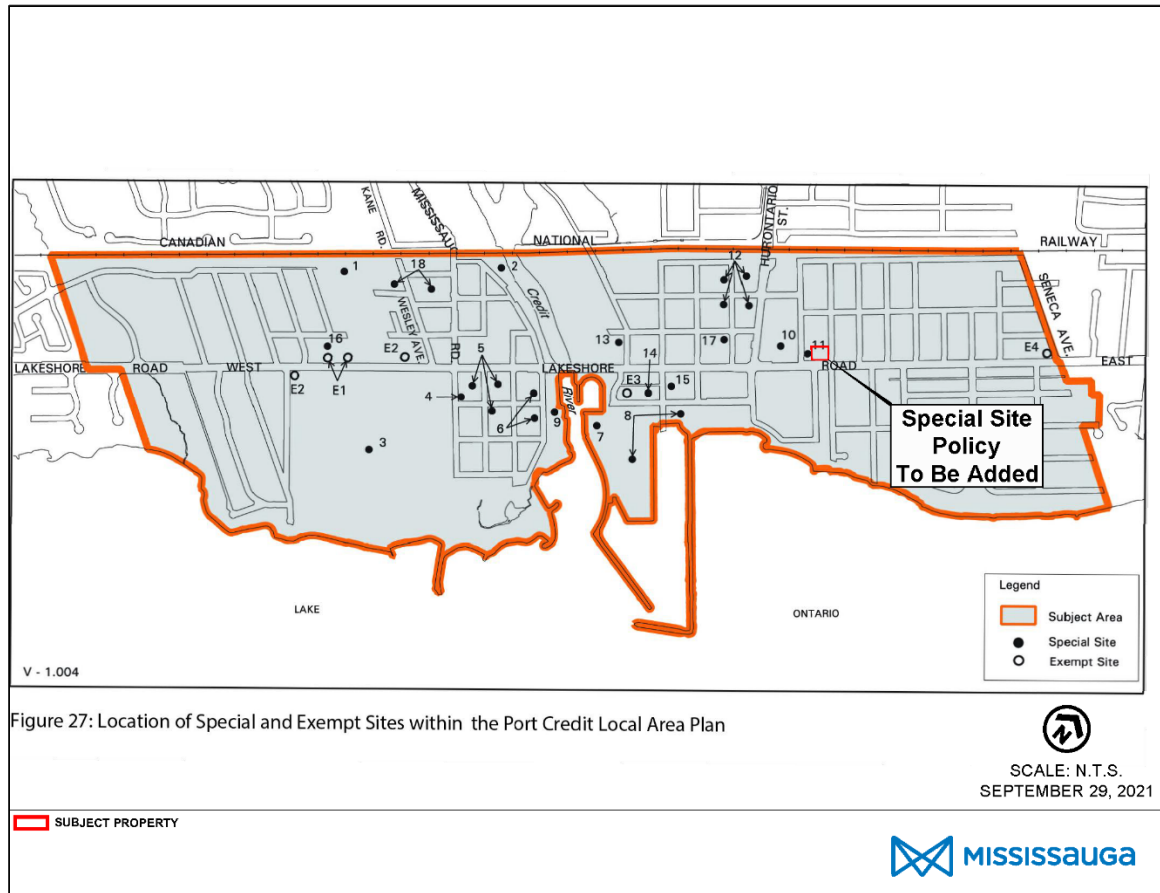 CANADIAN
KANE RD.
MISSISSAUG
NATIONAL
HURONTARIO ST.
RAILWAY
1
18
2
Credit
12
SENECA AVE.
WESLEY AVE.
16
E2
5
RD.
13
17
10
11
E4
LAKESHORE ROAD WEST
LAKESHORE
ROAD
EAST
E2
E1
4
6
9
River
E3
14
15
7
8
3
Special Site
Policy
To Be Added
LAKE
ONTARIO
Legend
Subject Area
Special Site
Exempt Site
V - 1.004
Figure 27: Location of Special and Exempt Sites within the Port Credit Local Area Plan
N
SCALE: N.T.S.
SEPTEMBER 29, 2021
SUBJECT PROPERTY
MISSISSAUGA